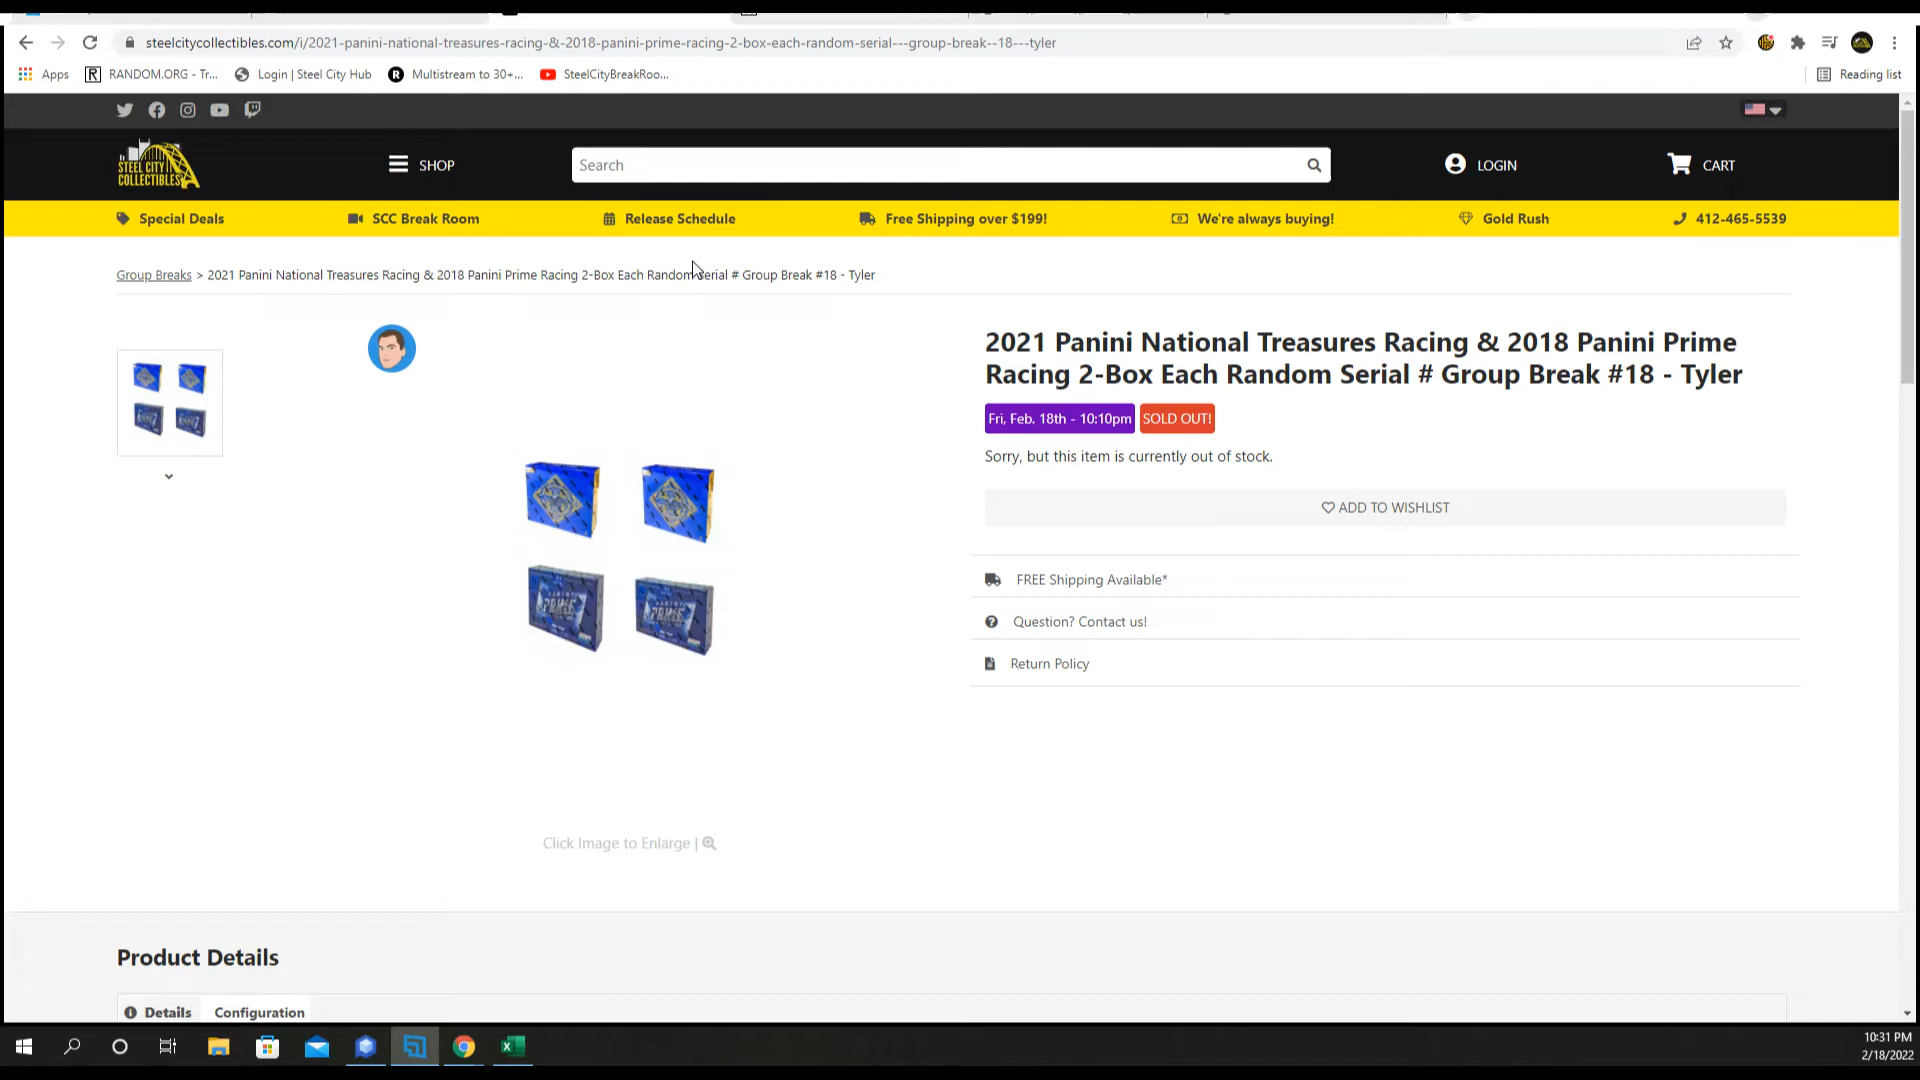 steelcitycollectibles.com/i/2021-panini-national-treasures-racing-&-2018-panini-prime-racing-2-box-each-random-serial---group-break--18---tyler
Apps
RANDOM.ORG - Tr...
Login | Steel City Hub
Multistream to 30+...
SteelCityBreakRoo...
Reading list
STEEL CITY
COLLECTIBLES
SHOP
Search
LOGIN
CART
Special Deals
SCC Break Room
Release Schedule
Free Shipping over $199!
We're always buying!
Gold Rush
412-465-5539
Group Breaks > 2021 Panini National Treasures Racing & 2018 Panini Prime Racing 2-Box Each Random Serial # Group Break #18 - Tyler
2021 Panini National Treasures Racing & 2018 Panini Prime
Racing 2-Box Each Random Serial # Group Break #18 - Tyler
Fri, Feb. 18th - 10:10pm
SOLD OUT!
Sorry, but this item is currently out of stock.
ADD TO WISHLIST
PANINI
PRIME
PANINI
PRIME
FREE Shipping Available*
Question? Contact us!
Return Policy
Click Image to Enlarge |
Product Details
Details
Configuration
10:31 PM
2/18/2022